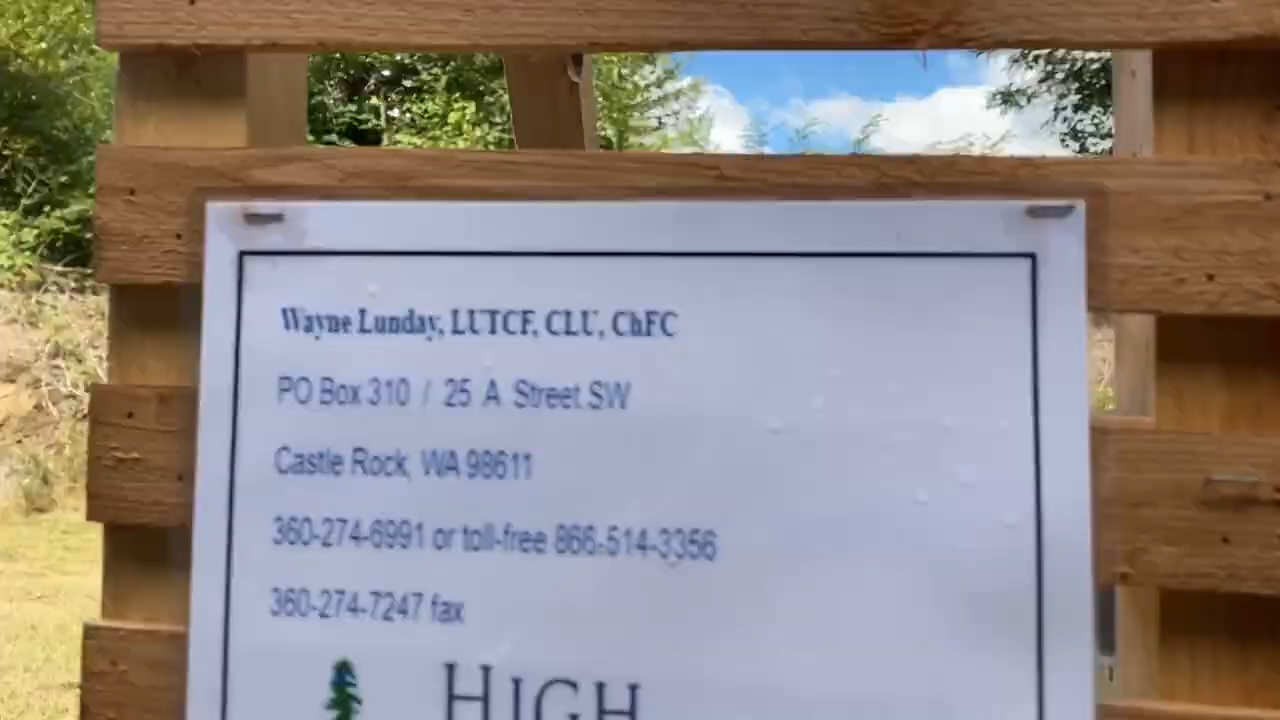 Wayne Lunday, LUTCF, CLU, ChFC
PO Box 310 / 25 A Street SW
Castle Rock, WA 98611
360-274-6991 or toll-free 866-514-3356
360-274-7247 fax
HIGH